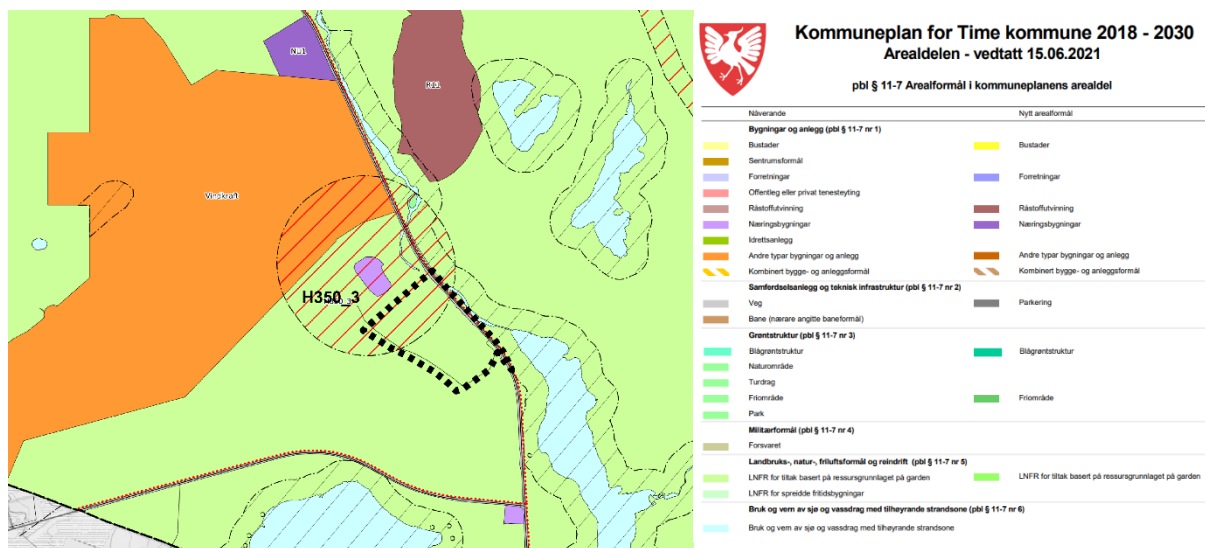 Vindkraft
H350_3
Kommuneplan for Time kommune 2018 - 2030
Arealdelen - vedtatt 15.06.2021
pbl § 11-7 Arealformål i kommuneplanens arealdel
Nåverande Nytt arealformål
Bygningar og anlegg (pbl § 11-7 nr 1)
Bustader Bustader
Sentrumsformål
Forretningar Forretningar
Offentleg eller privat tenesteyting
Råstoffutvinning Råstoffutvinning
Næringsbygningar Næringsbygningar
Idrettsanlegg
Andre typar bygningar og anlegg Andre typar bygningar og anlegg
Kombinert bygge- og anleggsformål Kombinert bygge- og anleggsformål
Samferdselsanlegg og teknisk infrastruktur (pbl § 11-7 nr 2)
Veg Parkering
Bane (nærare angitte baneformål)
Grøntstruktur (pbl § 11-7 nr 3)
Blågrøntstruktur Blågrøntstruktur
Naturområde
Turdrag
Friområde Friområde
Park
Militærformål (pbl § 11-7 nr 4)
Forsvaret
Landbruks-, natur-, friluftsformål og reindrift (pbl § 11-7 nr 5)
LNFR for tiltak basert på ressursgrunnlaget på garden LNFR for tiltak basert på ressursgrunnlaget på garden
LNFR for spreidde fritidsbygningar
Bruk og vern av sjø og vassdrag med tilhøyrande strandsone (pbl § 11-7 nr 6)
Bruk og vern av sjø og vassdrag med tilhøyrande strandsone